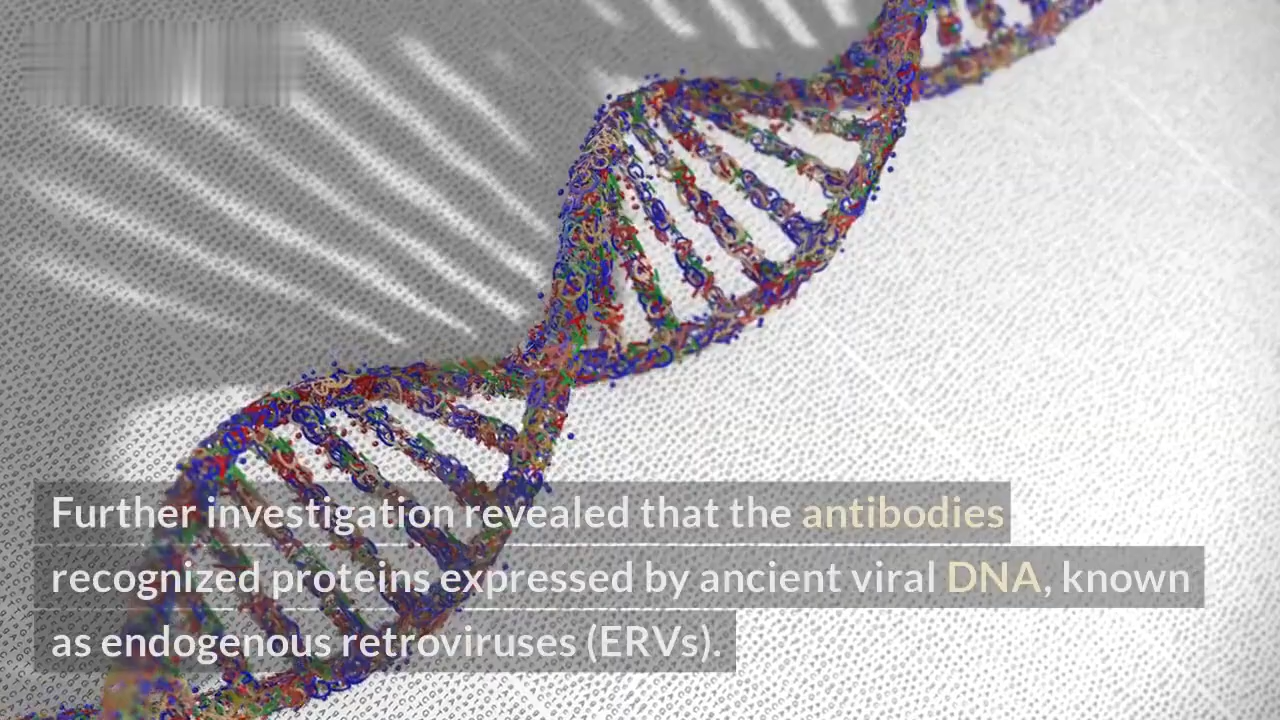 Further investigation revealed that the antibodies
recognized proteins expressed by ancient viral DNA, known
as endogenous retroviruses (ERVs).